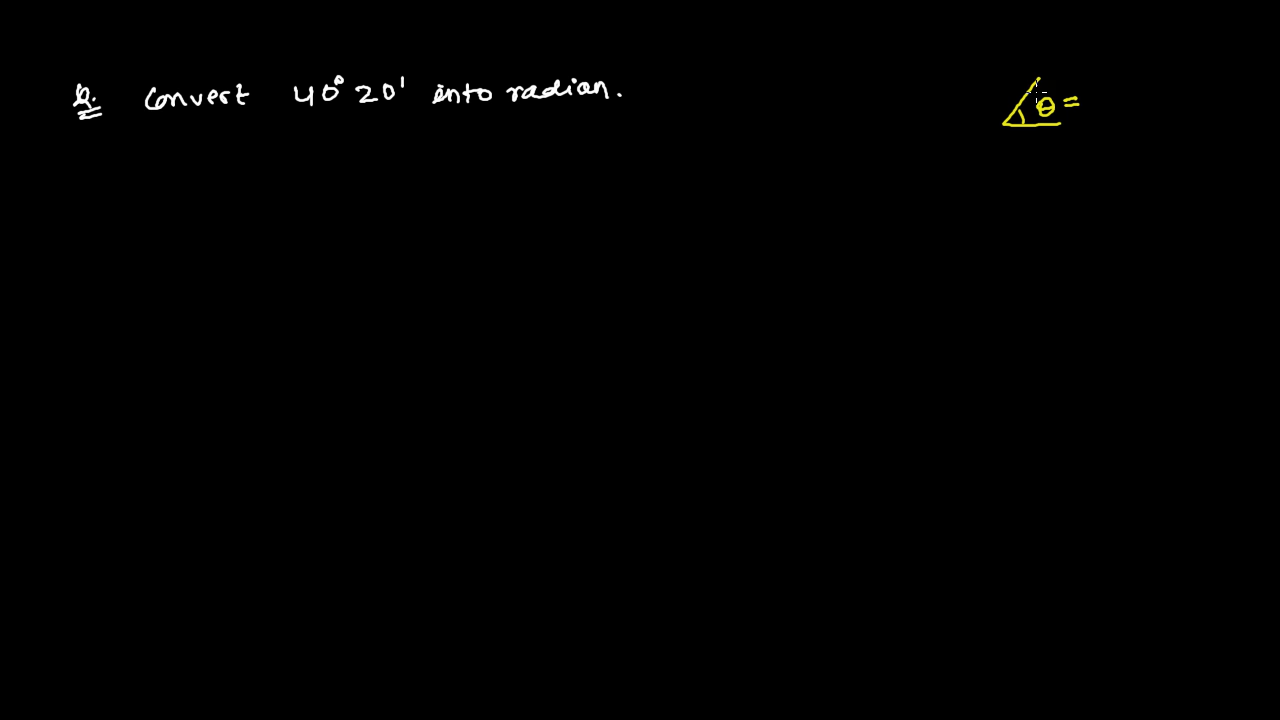 Q. Convert 40° 20' into radian.
θ =